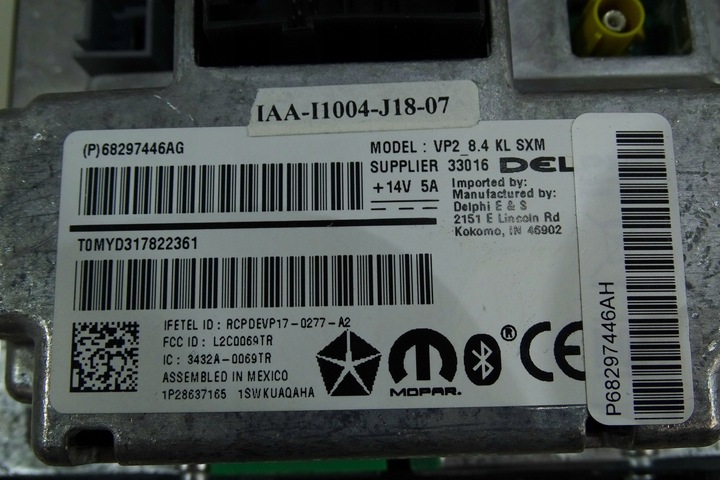 IAA-I1004-J18-07
(P)68297446AG
MODEL: VP2_8.4 KL SXM
SUPPLIER 33016 DEL
+14V 5A
Imported by:
Manufactured by:
Delphi E & S
2151 E Lincoln Rd
Kokomo, IN 46902
T0MYD317822361
IFETEL ID: RCPDEVP17-0277-A2
FCC ID: L2C0069TR
IC: 3432A-0069TR
ASSEMBLED IN MEXICO
1P28637165 1SWKUAQAHA
MOPAR.
®
CE
P68297446AH